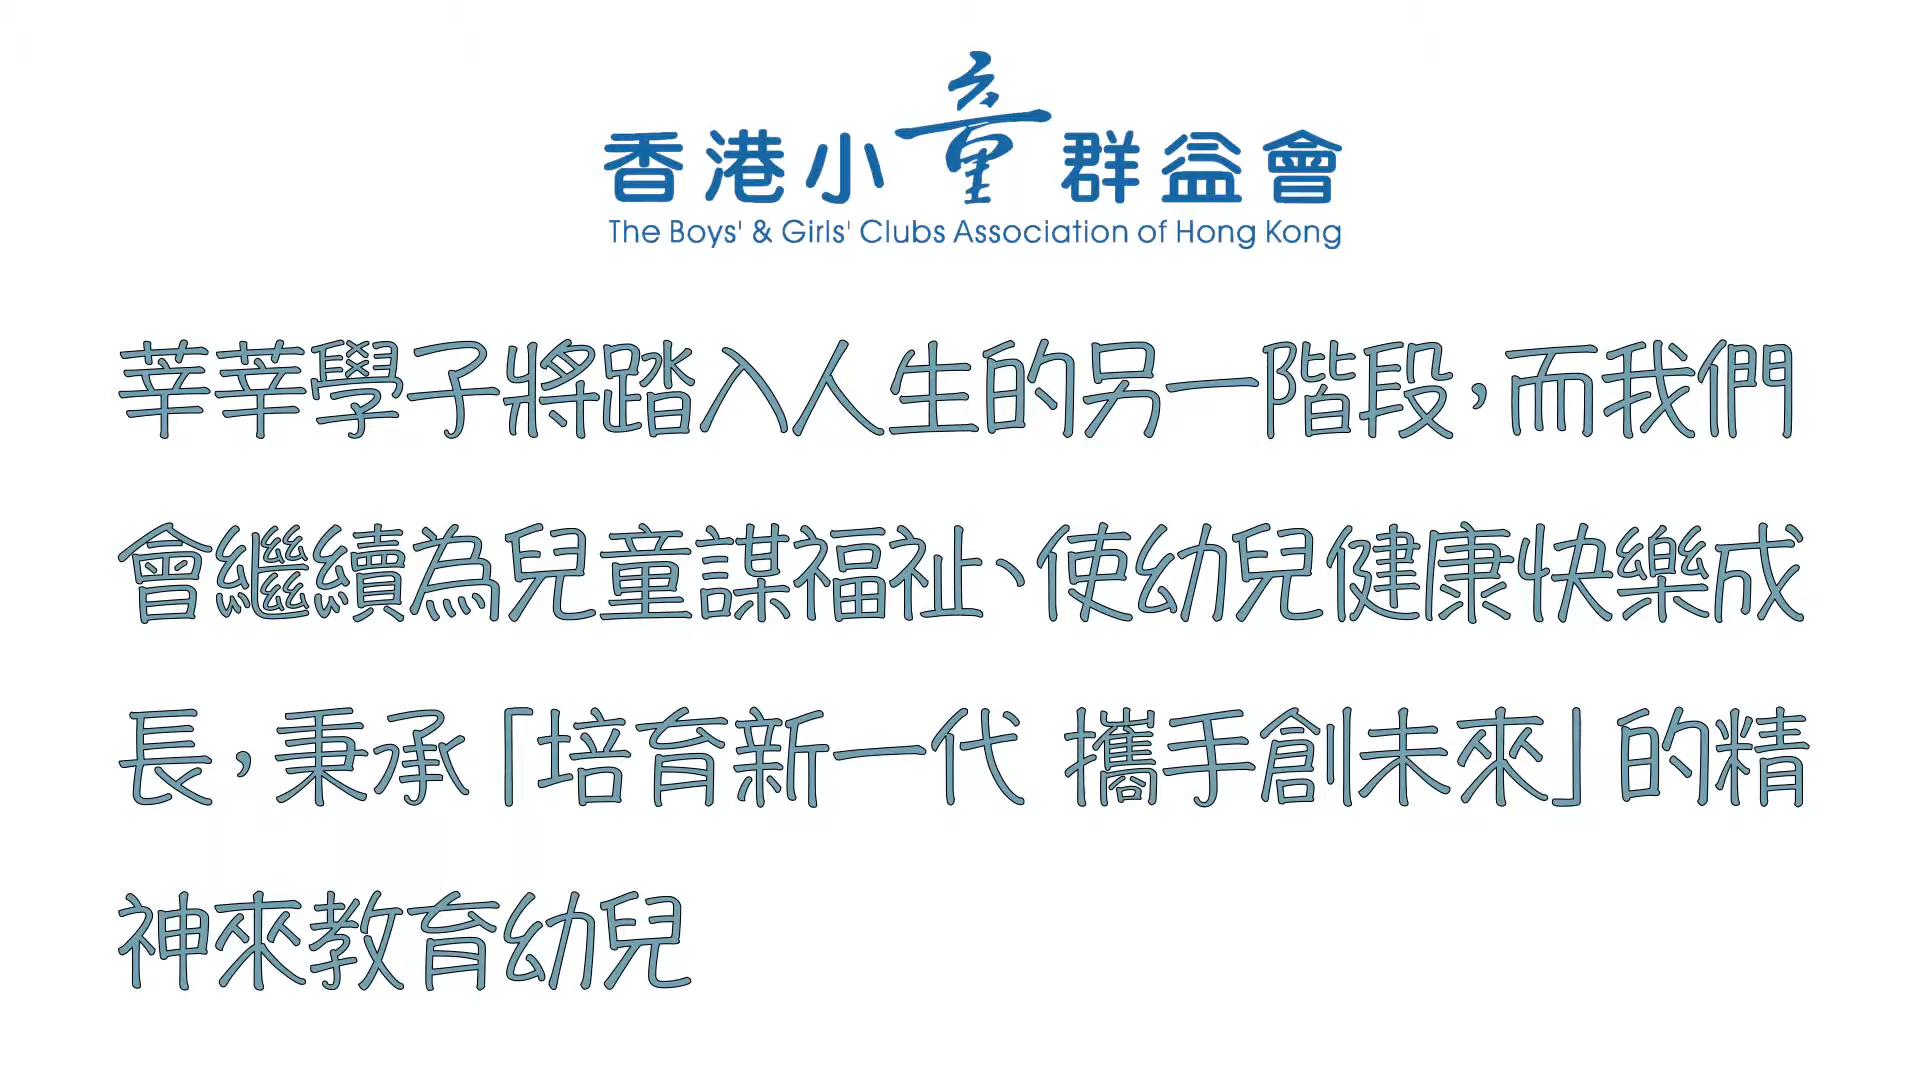 香港小童群益會
The Boys' & Girls' Clubs Association of Hong Kong
莘莘學子將踏入人生的另一階段，而我們
會繼續為兒童謀福祉、使幼兒健康快樂成
長，秉承「培育新一代 攜手創未來」的精
神來教育幼兒